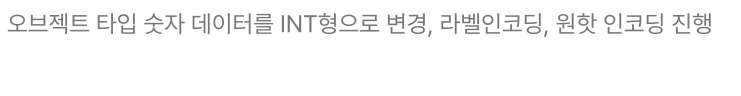 오브젝트 타입 숫자 데이터를 INT형으로 변경, 라벨인코딩, 원핫 인코딩 진행